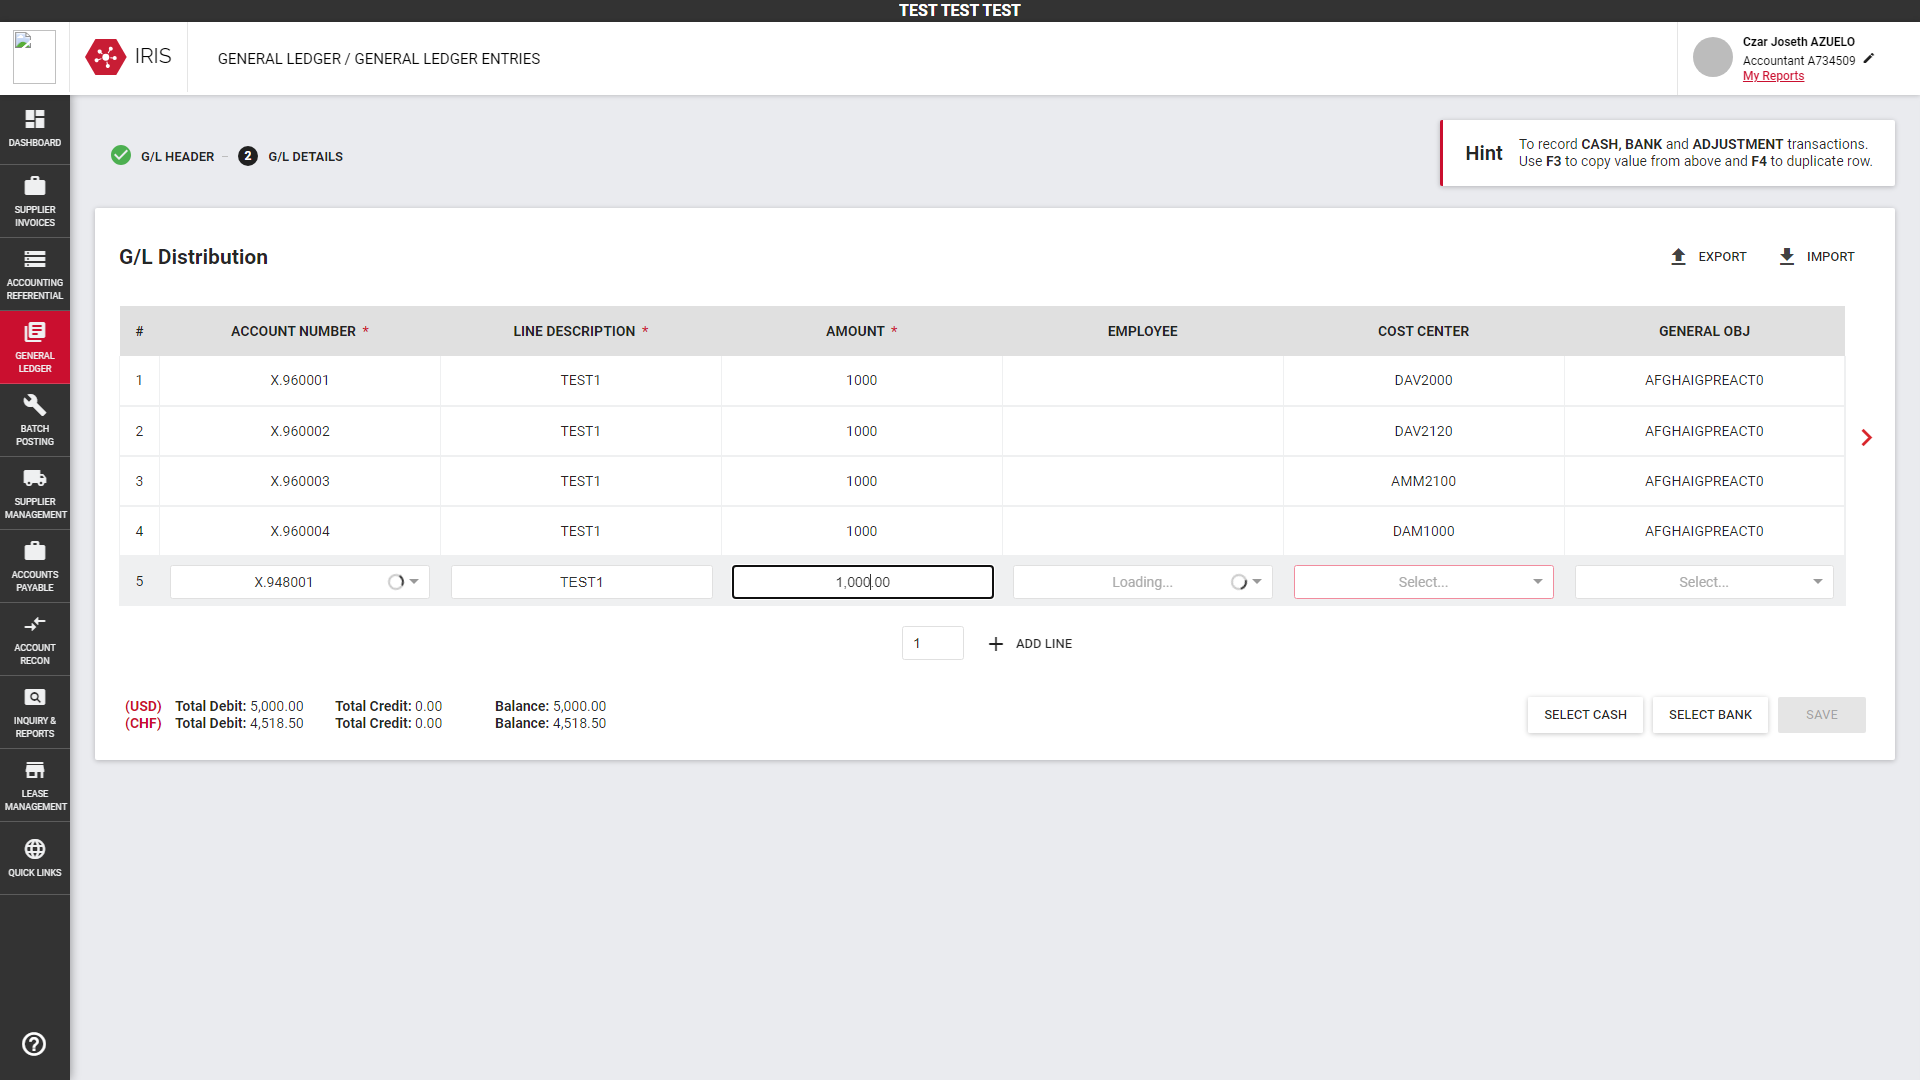 TEST TEST TEST
IRIS
GENERAL LEDGER / GENERAL LEDGER ENTRIES
Czar Joseth AZUELO
Accountant A734509
My Reports
DASHBOARD
SUPPLIER
INVOICES
ACCOUNTING
REFERENTIAL
GENERAL
LEDGER
BATCH
POSTING
SUPPLIER
MANAGEMENT
ACCOUNTS
PAYABLE
ACCOUNT
RECON
INQUIRY &
REPORTS
LEASE
MANAGEMENT
QUICK LINKS
G/L HEADER – 2 G/L DETAILS
Hint
To record CASH, BANK and ADJUSTMENT transactions.
Use F3 to copy value from above and F4 to duplicate row.
G/L Distribution
EXPORT IMPORT
# ACCOUNT NUMBER * LINE DESCRIPTION * AMOUNT * EMPLOYEE COST CENTER GENERAL OBJ
1 X.960001 TEST1 1000 DAV2000 AFGHAIGPREACT0
2 X.960002 TEST1 1000 DAV2120 AFGHAIGPREACT0
3 X.960003 TEST1 1000 AMM2100 AFGHAIGPREACT0
4 X.960004 TEST1 1000 DAM1000 AFGHAIGPREACT0
5 X.948001 TEST1 1,000.00 Loading... Select... Select...
1 ADD LINE
(USD) Total Debit: 5,000.00 Total Credit: 0.00 Balance: 5,000.00
(CHF) Total Debit: 4,518.50 Total Credit: 0.00 Balance: 4,518.50
SELECT CASH SELECT BANK SAVE